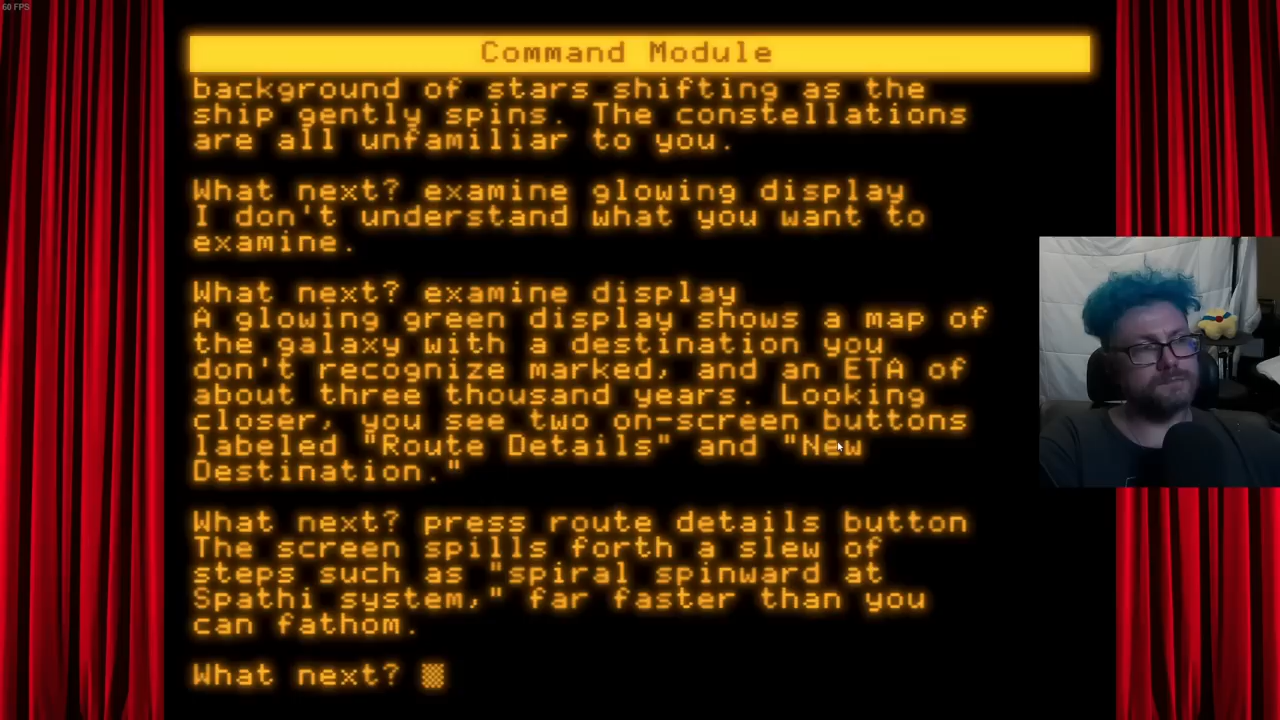 60 FPS
Command Module
background of stars shifting as the
ship gently spins. The constellations
are all unfamiliar to you.
What next? examine glowing display
I don't understand what you want to
examine.
What next? examine display
A glowing green display shows a map of
the galaxy with a destination you
don't recognize marked, and an ETA of
about three thousand years. Looking
closer, you see two on-screen buttons
labeled "Route Details" and "New
Destination."
What next? press route details button
The screen spills forth a slew of
steps such as "spiral spinward at
Spathi system," far faster than you
can fathom.
What next?